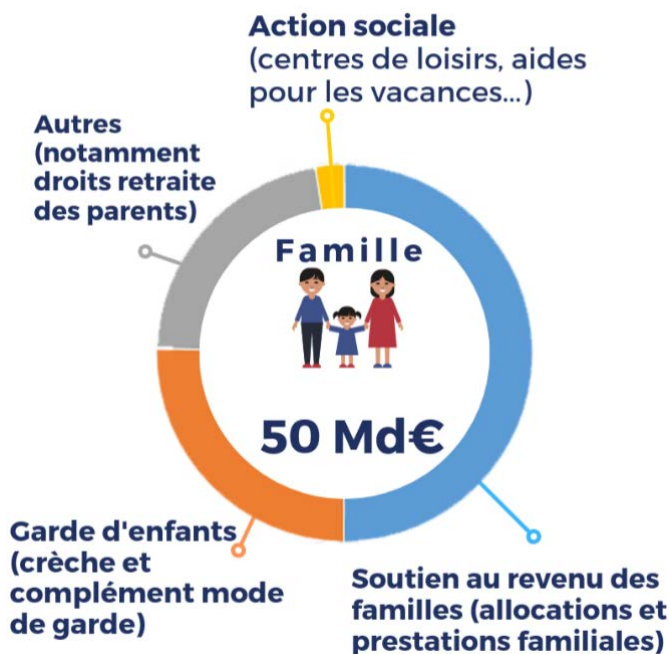 Action sociale
(centres de loisirs, aides
pour les vacances...)
Autres
(notamment
droits retraite
des parents)
Famille
50 Md€
Garde d'enfants
(crèche et
complément mode
de garde)
Soutien au revenu des
familles (allocations et
prestations familiales)